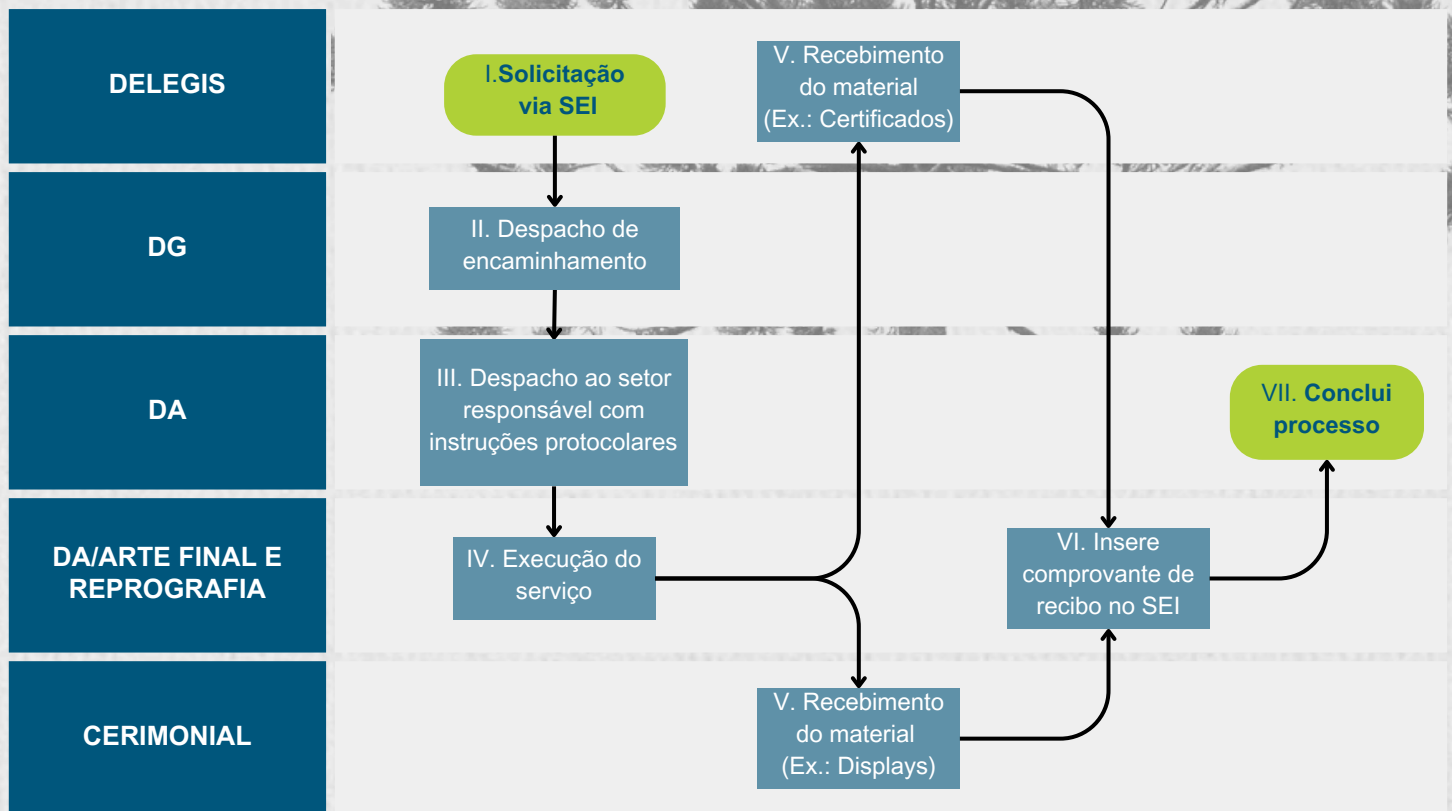 DELEGIS
I.Solicitação
via SEI
V. Recebimento
do material
(Ex.: Certificados)
DG
II. Despacho de
encaminhamento
DA
III. Despacho ao setor
responsável com
instruções protocolares
VII. Conclui
processo
DA/ARTE FINAL E
REPROGRAFIA
IV. Execução do
serviço
VI. Insere
comprovante de
recibo no SEI
CERIMONIAL
V. Recebimento
do material
(Ex.: Displays)